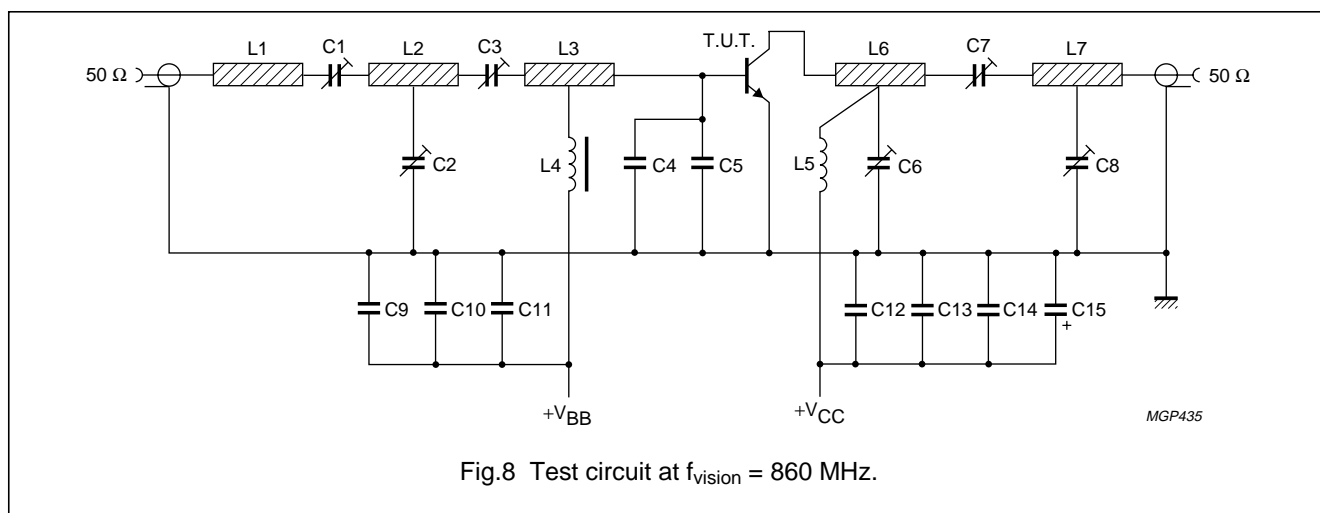 L1 C1 L2 C3 L3 T.U.T. L6 C7 L7
50 Ω 50 Ω
C2 L4 C4 C5 L5 C6 C8
C9 C10 C11 C12 C13 C14 C15
+
+VBB +VCC MGP435
Fig.8 Test circuit at fvision = 860 MHz.